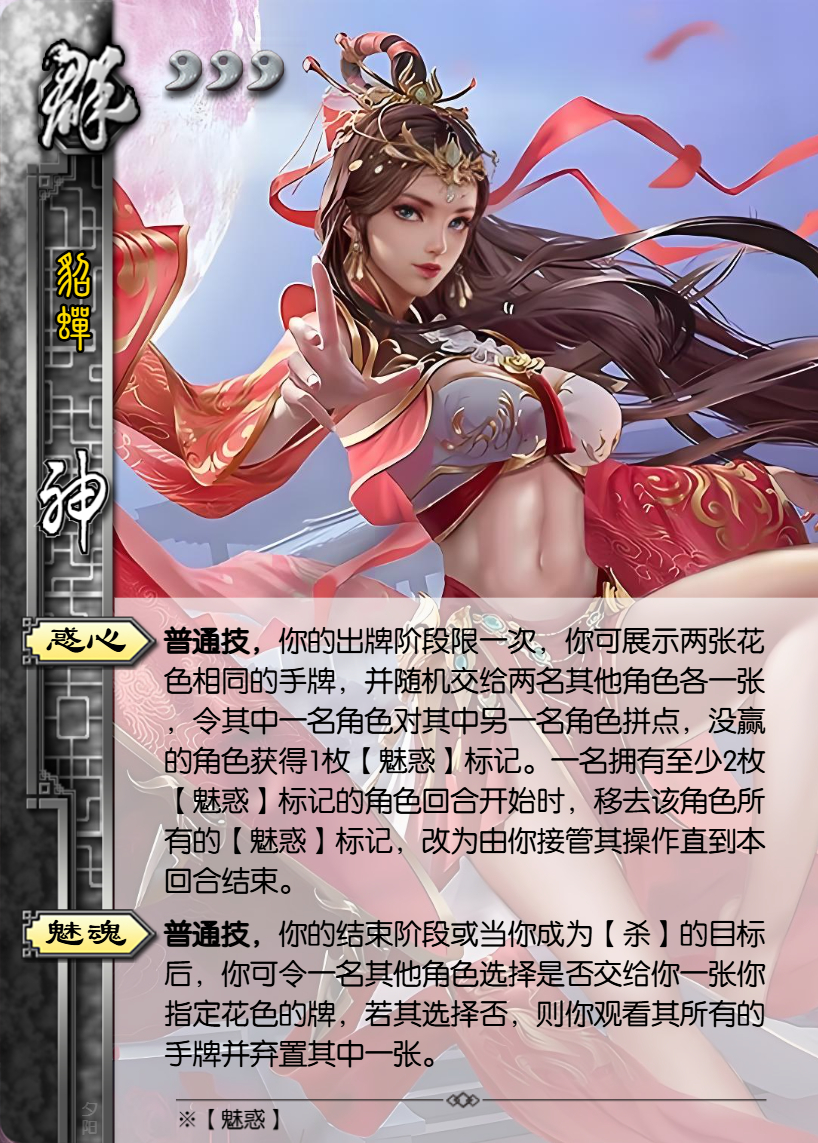 群
貂蟬
神
惑心
普通技，你的出牌阶段限一次，你可展示两张花
色相同的手牌，并随机交给两名其他角色各一张
，令其中一名角色对其中另一名角色拼点，没赢
的角色获得1枚【魅惑】标记。一名拥有至少2枚
【魅惑】标记的角色回合开始时，移去该角色所
有的【魅惑】标记，改为由你接管其操作直到本
回合结束。
魅魂
普通技，你的结束阶段或当你成为【杀】的目标
后，你可令一名其他角色选择是否交给你一张你
指定花色的牌，若其选择否，则你观看其所有的
手牌并弃置其中一张。
※【魅惑】
夕阳